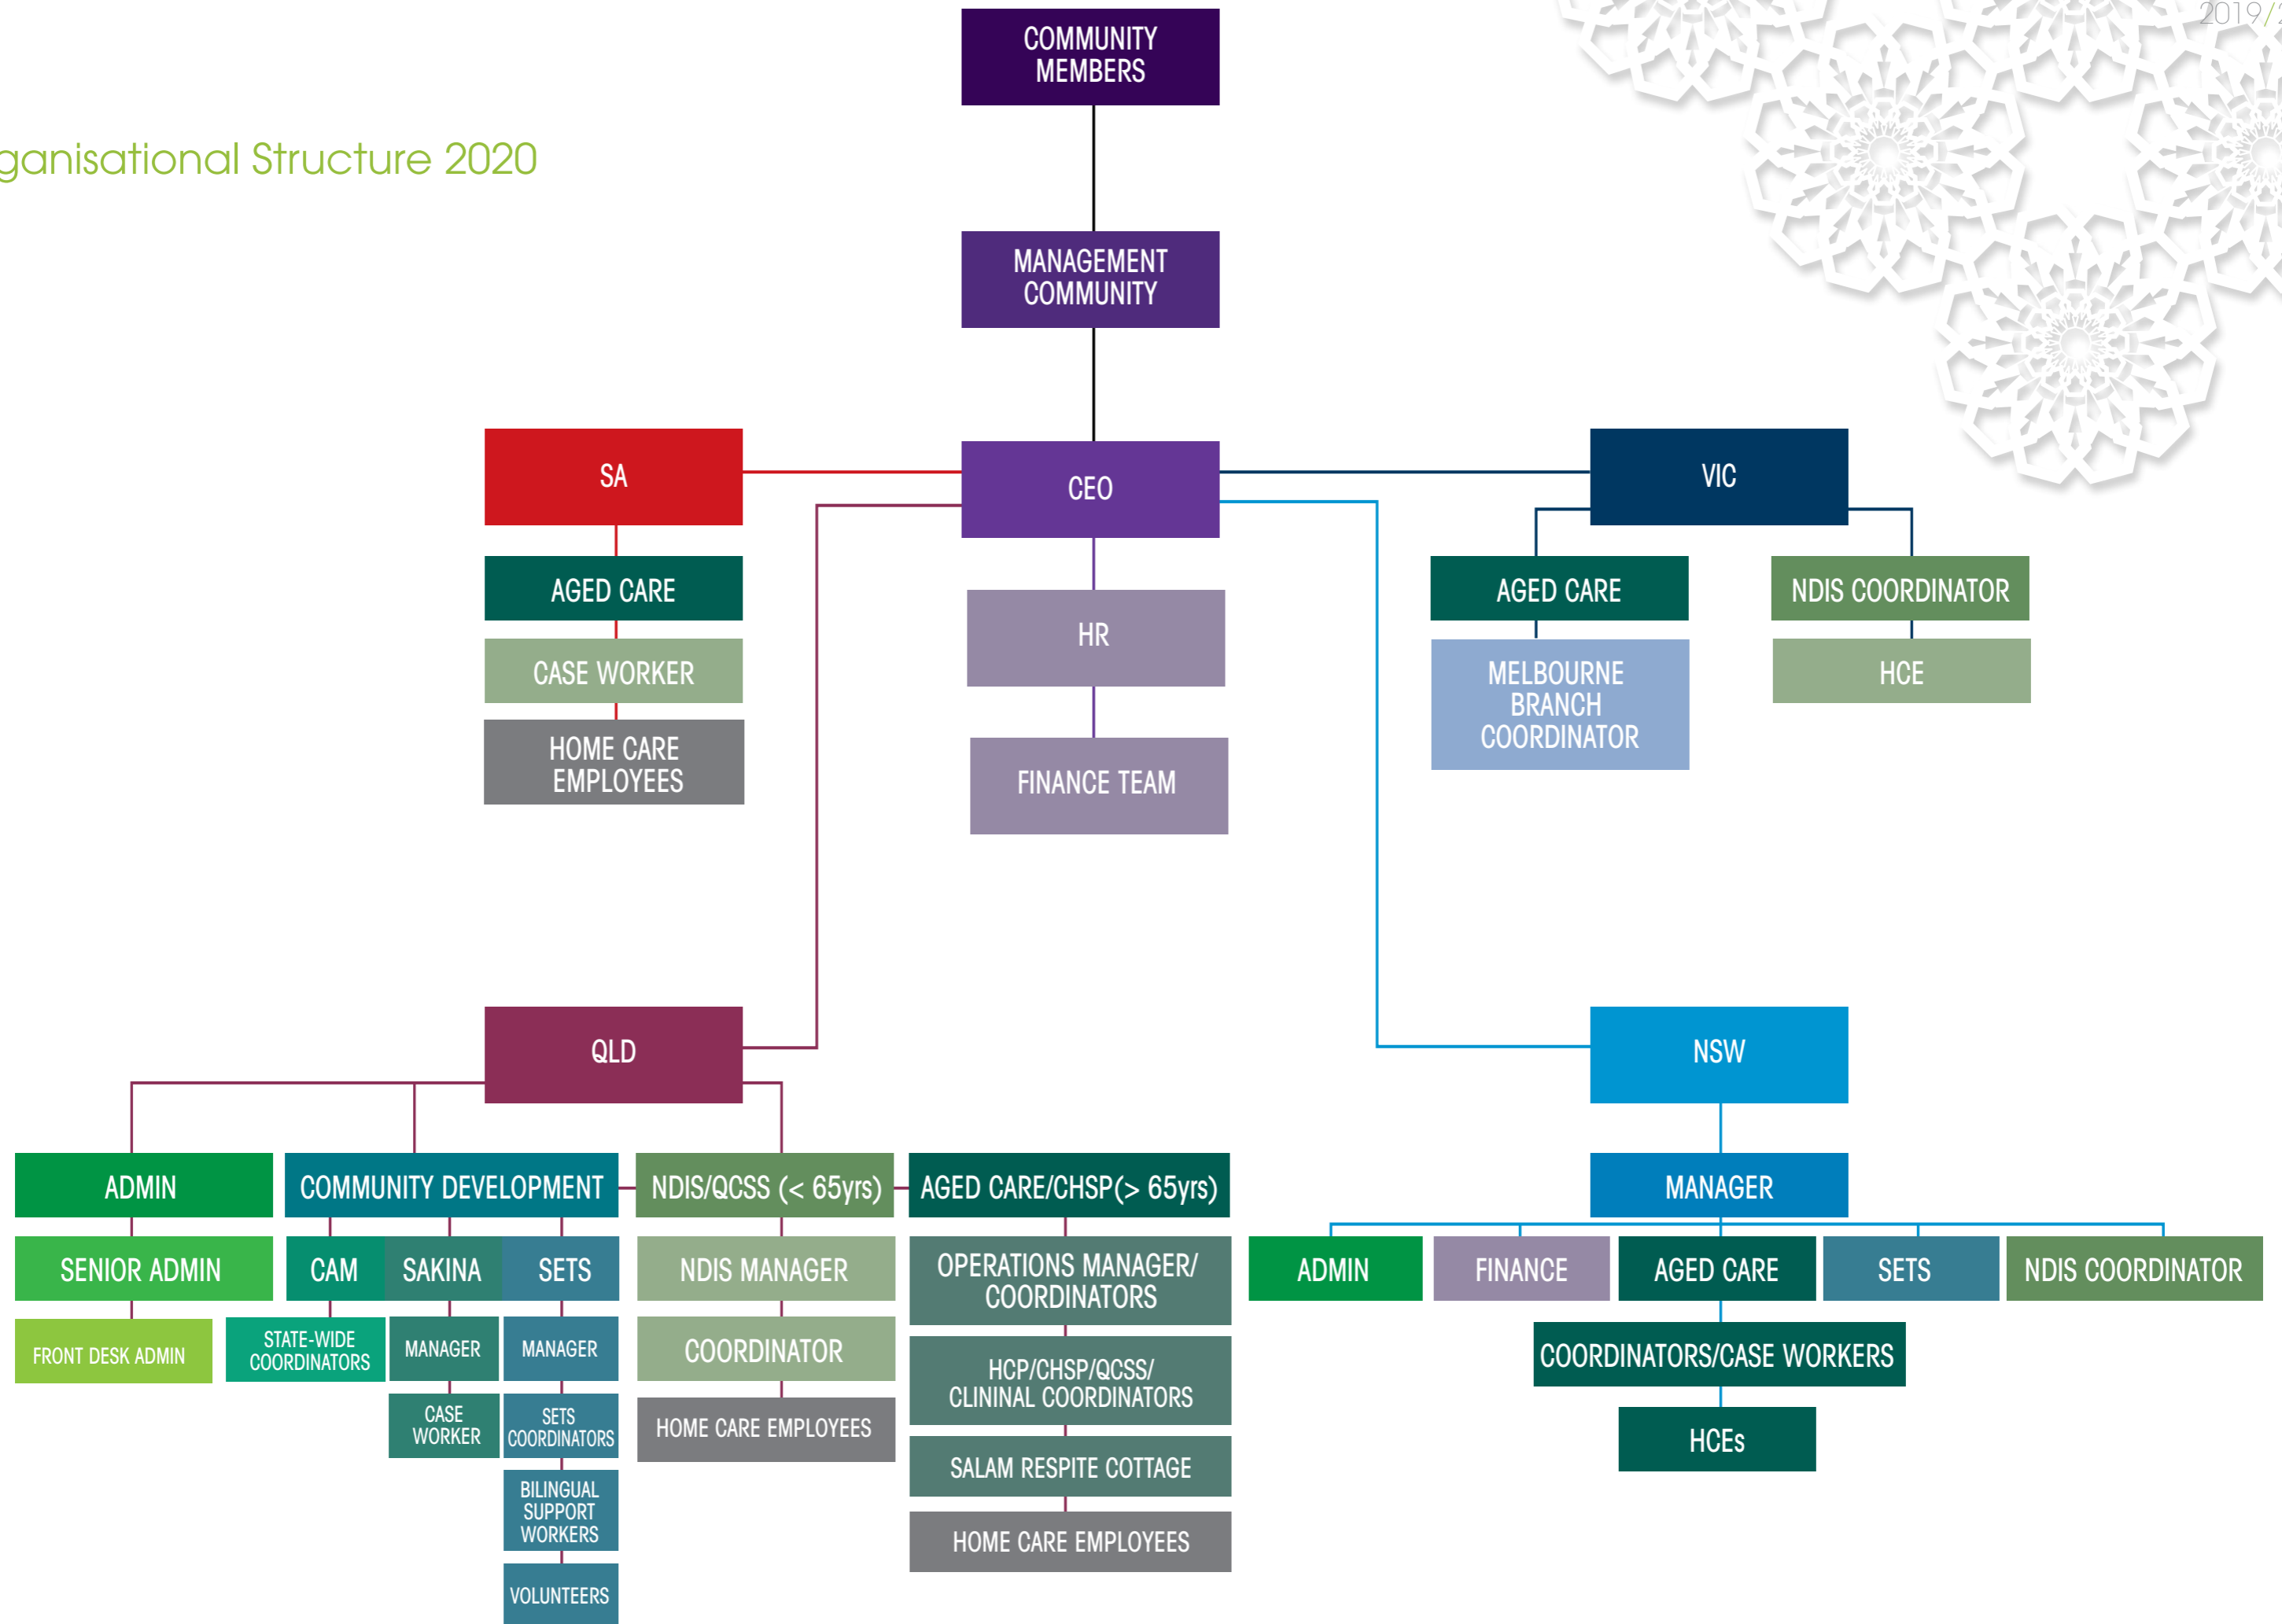 2019/2
COMMUNITY
MEMBERS
ganisational Structure 2020
MANAGEMENT
COMMUNITY
SA
CEO
VIC
AGED CARE
CASE WORKER
HOME CARE
EMPLOYEES
HR
FINANCE TEAM
AGED CARE
NDIS COORDINATOR
MELBOURNE
BRANCH
COORDINATOR
HCE
QLD
NSW
ADMIN
COMMUNITY DEVELOPMENT
NDIS/QCSS (< 65yrs)
AGED CARE/CHSP(> 65yrs)
MANAGER
SENIOR ADMIN
FRONT DESK ADMIN
CAM
SAKINA
SETS
STATE-WIDE
COORDINATORS
MANAGER
CASE
WORKER
MANAGER
SETS
COORDINATORS
BILINGUAL
SUPPORT
WORKERS
VOLUNTEERS
NDIS MANAGER
COORDINATOR
HOME CARE EMPLOYEES
OPERATIONS MANAGER/
COORDINATORS
HCP/CHSP/QCSS/
CLININAL COORDINATORS
SALAM RESPITE COTTAGE
HOME CARE EMPLOYEES
ADMIN
FINANCE
AGED CARE
SETS
NDIS COORDINATOR
COORDINATORS/CASE WORKERS
HCEs